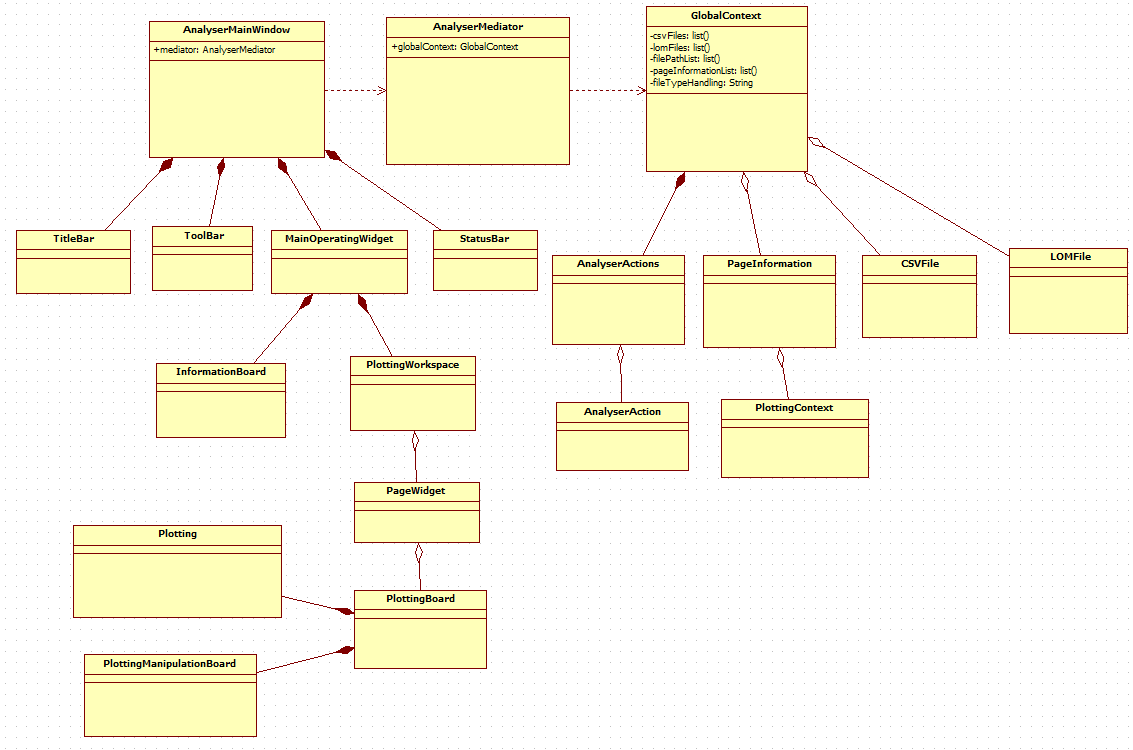 AnalyserMainWindow
+mediator: AnalyserMediator
AnalyserMediator
+globalContext: GlobalContext
GlobalContext
-csvFiles: list()
-lomFiles: list()
-filePathList: list()
-pageInformationList: list()
-fileTypeHandling: String
TitleBar
ToolBar
MainOperatingWidget
StatusBar
AnalyserActions
PageInformation
CSVFile
LOMFile
InformationBoard
PlottingWorkspace
AnalyserAction
PlottingContext
PageWidget
Plotting
PlottingBoard
PlottingManipulationBoard